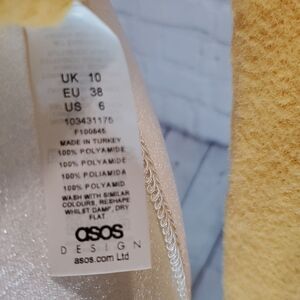 UK 10
EU 38
US 6
103431175
F100845
MADE IN TURKEY
100% POLYAMIDE
100% POLYAMIDE
100% POLIAMIDA
100% POLYAMID
WASH WITH SIMILAR
COLOURS, RESHAPE
WHILST DAMP, DRY
FLAT
asos
DESIGN
asos.com Ltd